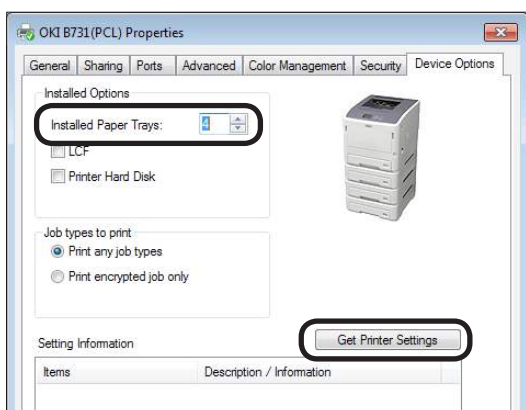 OKI B731(PCL) Properties
General Sharing Ports Advanced Color Management Security Device Options
Installed Options
Installed Paper Trays: 4
LCF
Printer Hard Disk
Job types to print
Print any job types
Print encrypted job only
Get Printer Settings
Setting Information
Items Description / Information